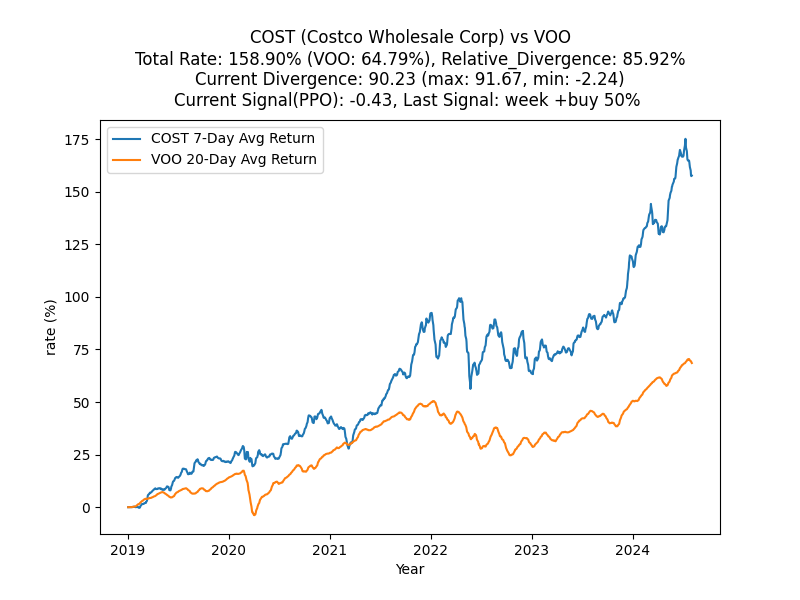 COST (Costco Wholesale Corp) vs VOO
Total Rate: 158.90% (VOO: 64.79%), Relative_Divergence: 85.92%
Current Divergence: 90.23 (max: 91.67, min: -2.24)
Current Signal(PPO): -0.43, Last Signal: week +buy 50%
COST 7-Day Avg Return
VOO 20-Day Avg Return
175
150
125
100
75
50
25
0
rate (%)
2019 2020 2021 2022 2023 2024
Year